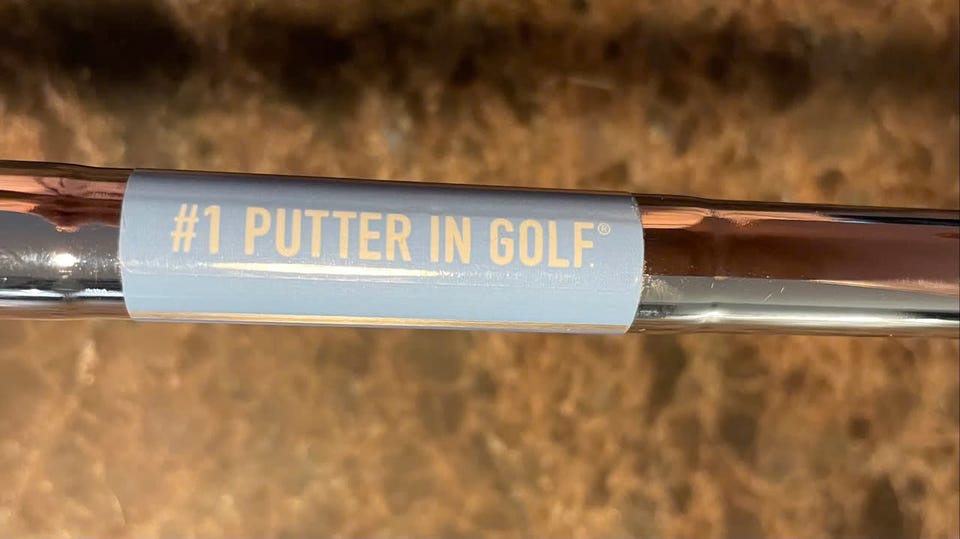 #1 PUTTER IN GOLF.®